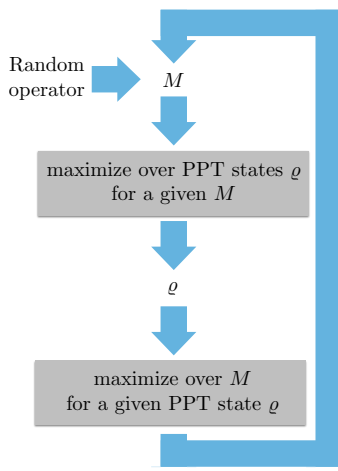 Random
operator
M
maximize over PPT states ϱ
for a given M
ϱ
maximize over M
for a given PPT state ϱ